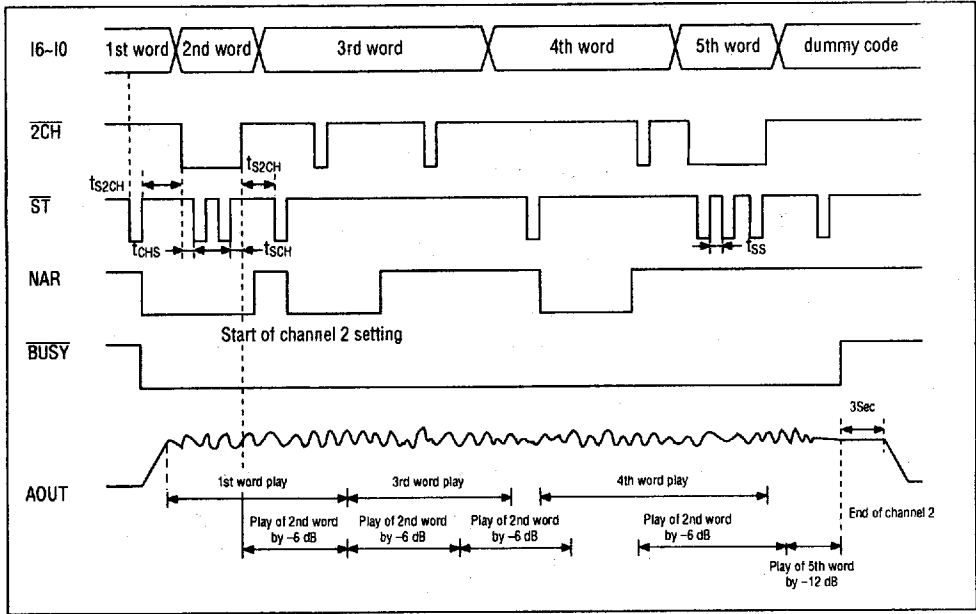 I6~I0
1st word
2nd word
3rd word
4th word
5th word
dummy code
2CH
tS2CH
tS2CH
ST
tCHS
tSCH
tSS
NAR
Start of channel 2 setting
BUSY
3Sec
AOUT
1st word play
3rd word play
4th word play
End of channel 2
Play of 2nd word
by −6 dB
Play of 2nd word
by −6 dB
Play of 2nd word
by −6 dB
Play of 2nd word
by −6 dB
Play of 5th word
by −12 dB